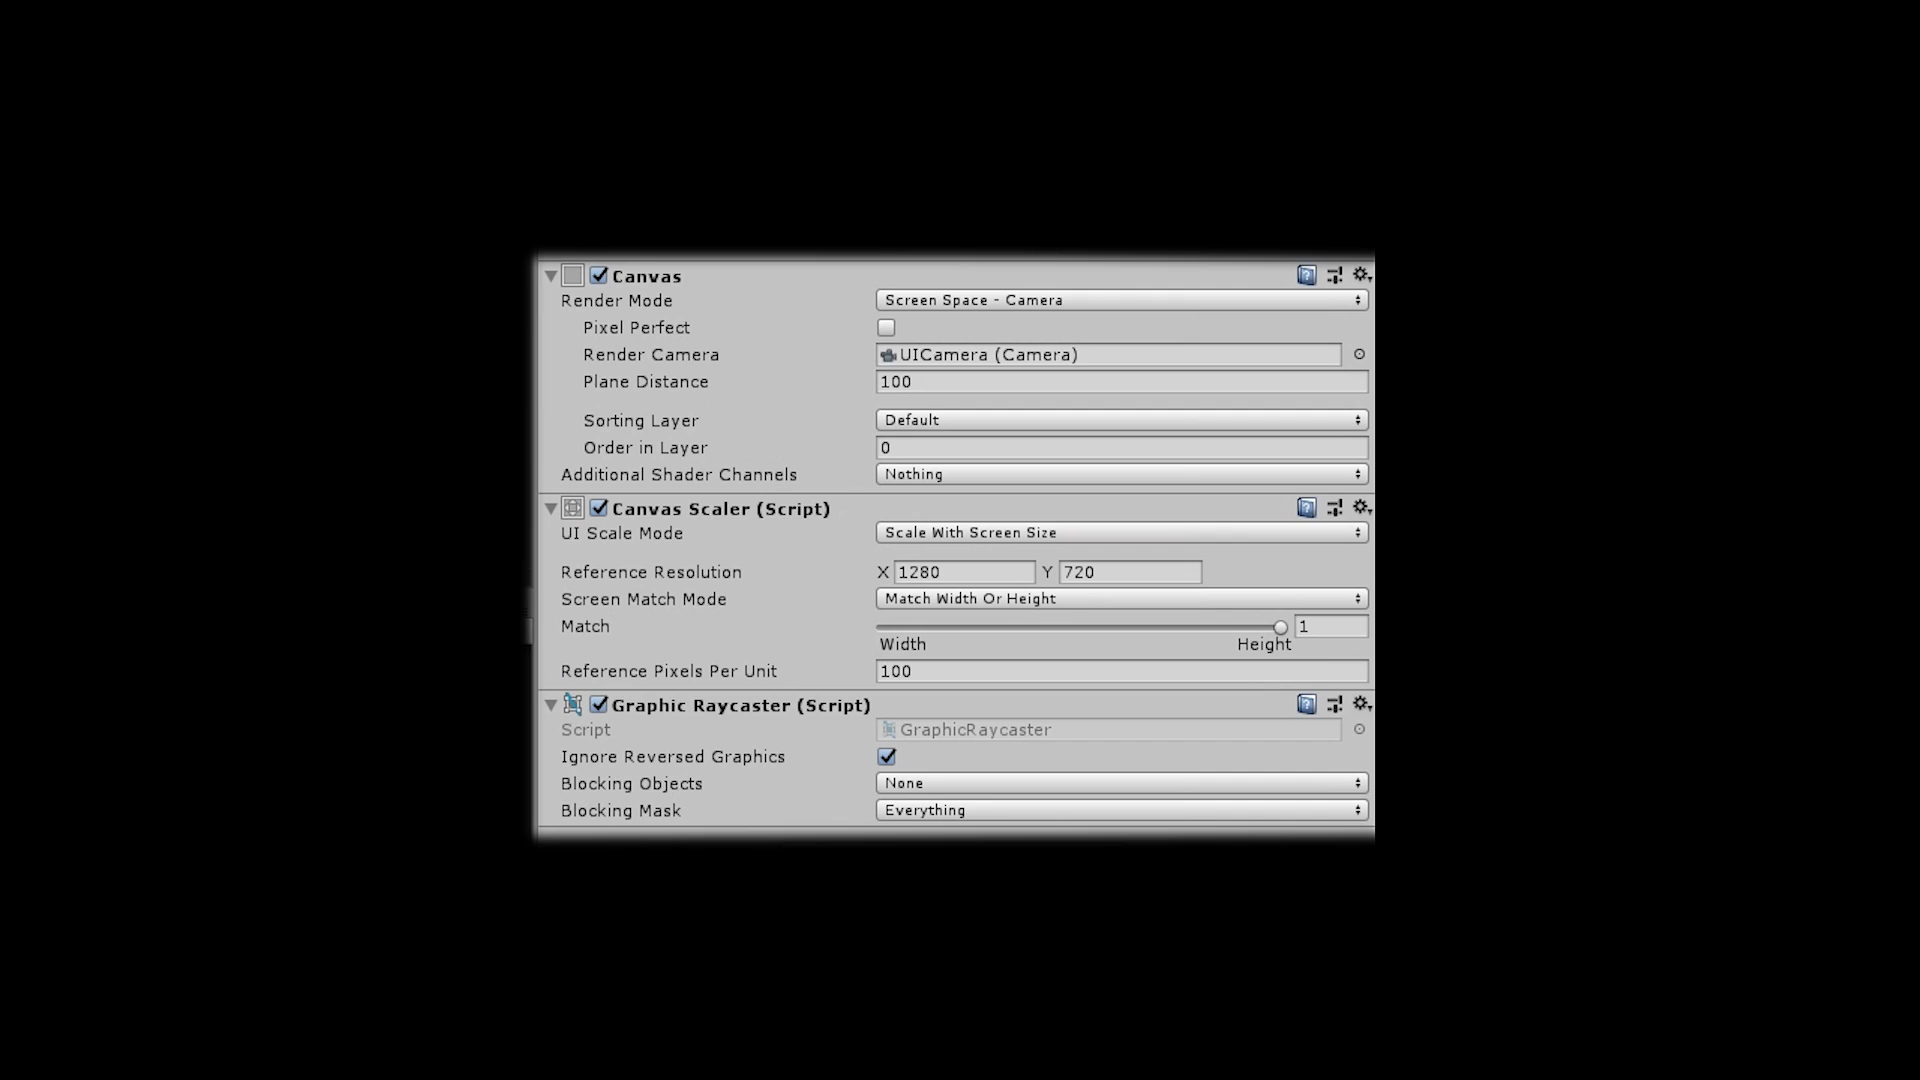 Canvas
Render Mode Screen Space - Camera
Pixel Perfect
Render Camera UICamera (Camera)
Plane Distance 100
Sorting Layer Default
Order in Layer 0
Additional Shader Channels Nothing
Canvas Scaler (Script)
UI Scale Mode Scale With Screen Size
Reference Resolution X 1280 Y 720
Screen Match Mode Match Width Or Height
Match 1
Width Height
Reference Pixels Per Unit 100
Graphic Raycaster (Script)
Script GraphicRaycaster
Ignore Reversed Graphics
Blocking Objects None
Blocking Mask Everything